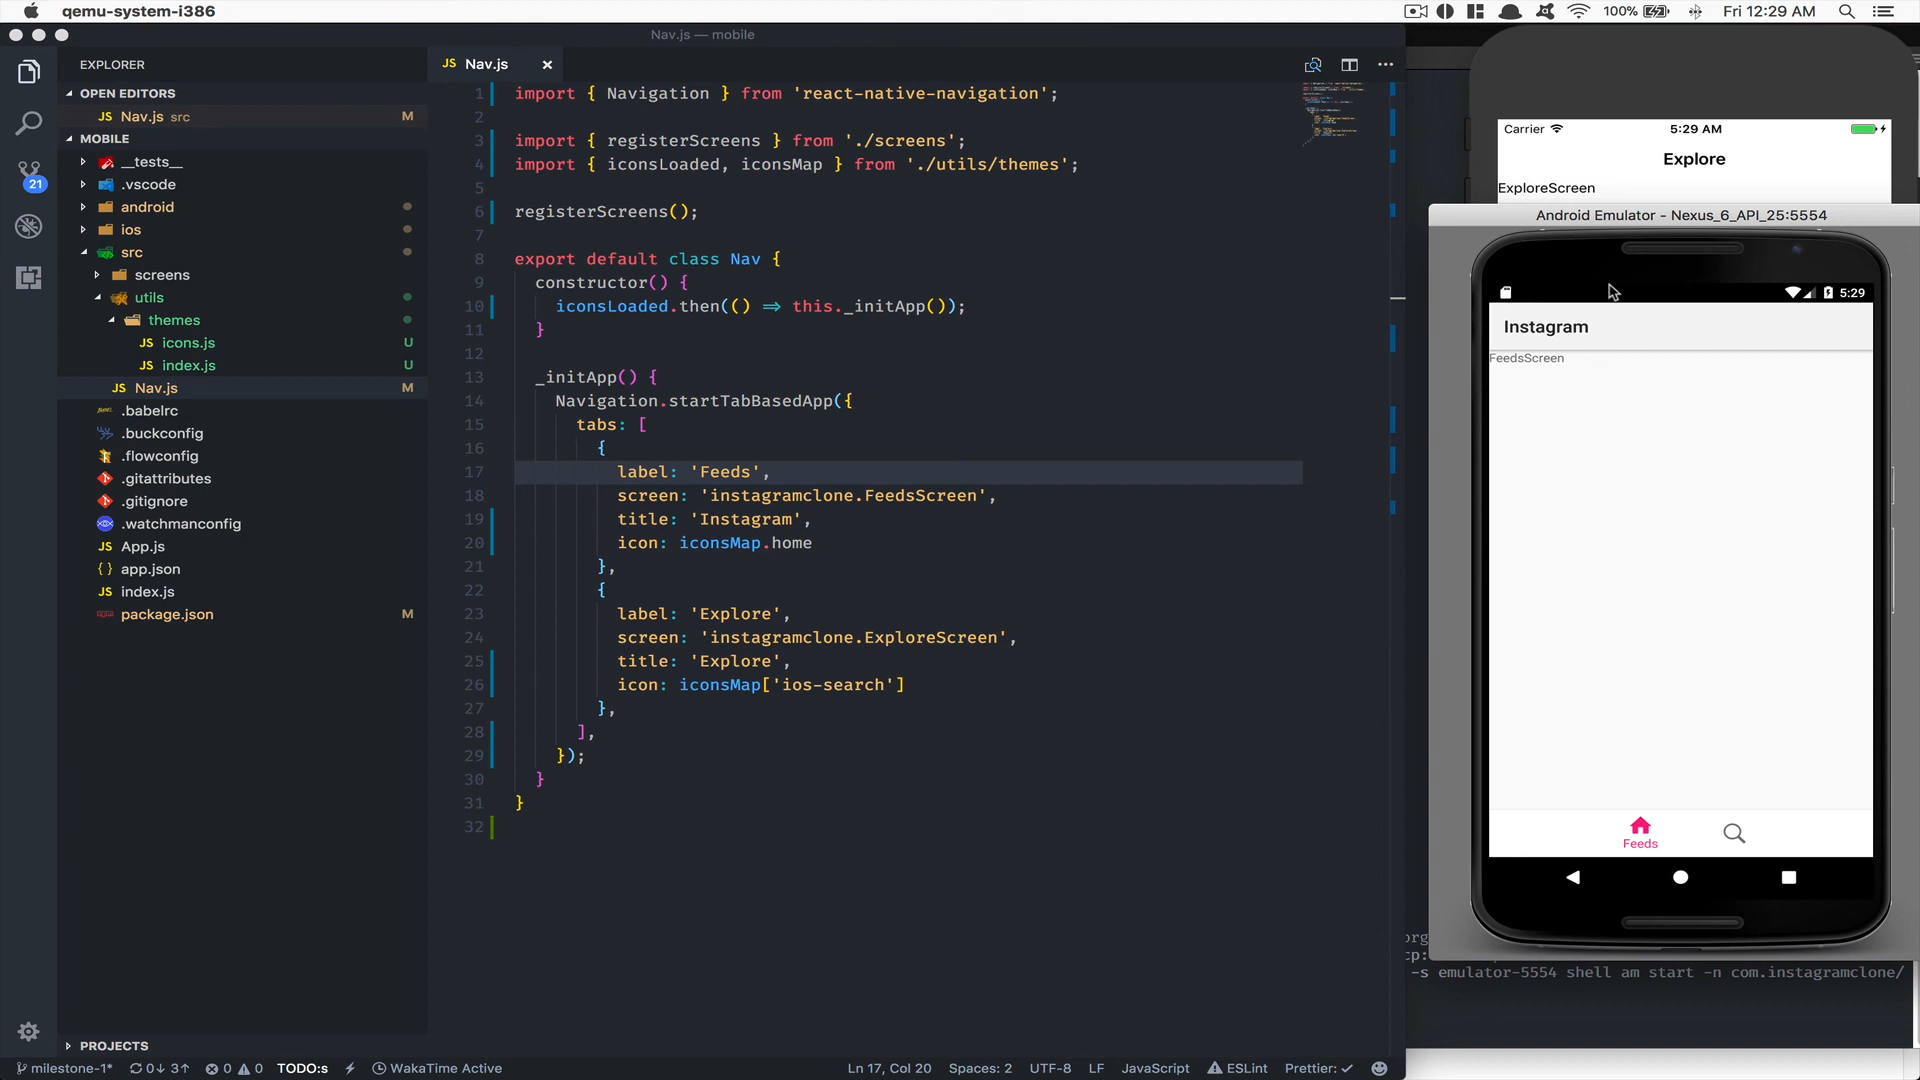 qemu-system-i386
100%
Fri 12:29 AM
Nav.js — mobile
EXPLORER
OPEN EDITORS
JS Nav.js src M
MOBILE
__tests__
.vscode
android
ios
src
screens
utils
themes
JS icons.js U
JS index.js U
JS Nav.js M
.babelrc
.buckconfig
.flowconfig
.gitattributes
.gitignore
.watchmanconfig
JS App.js
{ } app.json
JS index.js
package.json M
21
PROJECTS
JS Nav.js ×
1 import { Navigation } from 'react-native-navigation';
2
3 import { registerScreens } from './screens';
4 import { iconsLoaded, iconsMap } from './utils/themes';
5
6 registerScreens();
7
8 export default class Nav {
9 constructor() {
10 iconsLoaded.then(() ⇒ this._initApp());
11 }
12
13 _initApp() {
14 Navigation.startTabBasedApp({
15 tabs: [
16 {
17 label: 'Feeds',
18 screen: 'instagramclone.FeedsScreen',
19 title: 'Instagram',
20 icon: iconsMap.home
21 },
22 {
23 label: 'Explore',
24 screen: 'instagramclone.ExploreScreen',
25 title: 'Explore',
26 icon: iconsMap['ios-search']
27 },
28 ],
29 });
30 }
31 }
32
Carrier 5:29 AM
Explore
ExploreScreen
Android Emulator - Nexus_6_API_25:5554
5:29
Instagram
FeedsScreen
Feeds
org
cp:
-s emulator-5554 shell am start -n com.instagramclone/
milestone-1* 0↓ 3↑ 0 0 TODO:s WakaTime Active Ln 17, Col 20 Spaces: 2 UTF-8 LF JavaScript ESLint Prettier: ✓